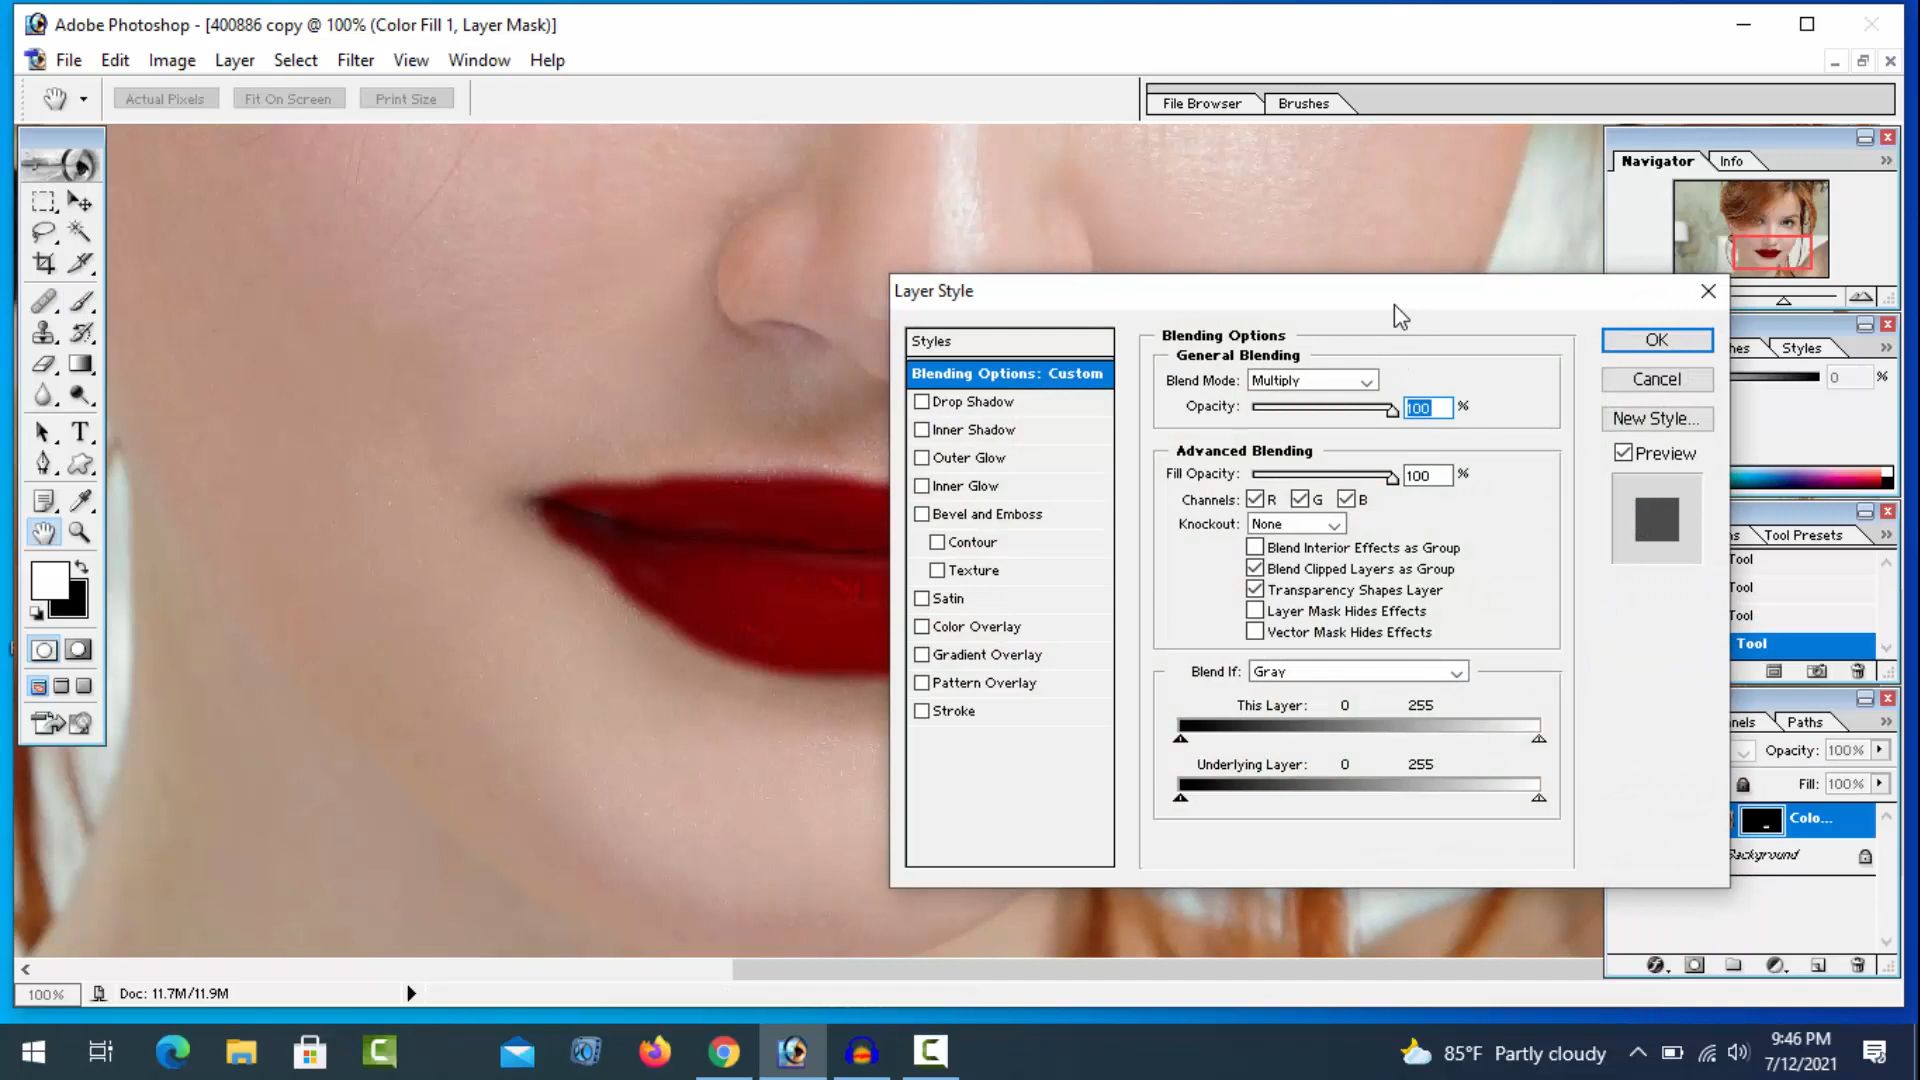 Adobe Photoshop - [400886 copy @ 100% (Color Fill 1, Layer Mask)]
File Edit Image Layer Select Filter View Window Help
Actual Pixels Fit On Screen Print Size
File Browser Brushes
Navigator Info
Layer Style
Styles
Blending Options: Custom
Drop Shadow
Inner Shadow
Outer Glow
Inner Glow
Bevel and Emboss
Contour
Texture
Satin
Color Overlay
Gradient Overlay
Pattern Overlay
Stroke
Blending Options
General Blending
Blend Mode: Multiply
Opacity: 100 %
Advanced Blending
Fill Opacity: 100 %
Channels: R G B
Knockout: None
Blend Interior Effects as Group
Blend Clipped Layers as Group
Transparency Shapes Layer
Layer Mask Hides Effects
Vector Mask Hides Effects
Blend If: Gray
This Layer: 0 255
Underlying Layer: 0 255
OK
Cancel
New Style...
Preview
hes Styles
0 %
s Tool Presets
Tool
Tool
Tool
Tool
nels Paths
Opacity: 100%
Fill: 100%
Colo...
Background
100% Doc: 11.7M/11.9M
85°F Partly cloudy
9:46 PM
7/12/2021